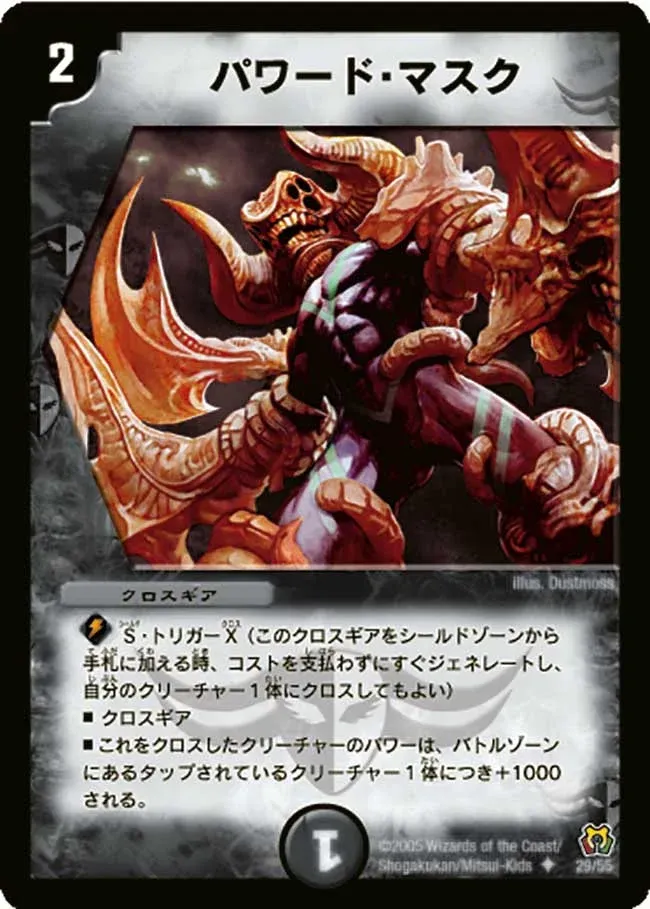 2
パワード・マスク
illus. Dustmoss
クロスギア
S・トリガーX（このクロスギアをシールドゾーンから
手札に加える時、コストを支払わずにすぐジェネレートし、
自分のクリーチャー1体にクロスしてもよい）
■ クロスギア
■ これをクロスしたクリーチャーのパワーは、バトルゾーン
にあるタップされているクリーチャー1体につき＋1000
される。
1
©2005 Wizards of the Coast/
Shogakukan/Mitsui-Kids
29/55